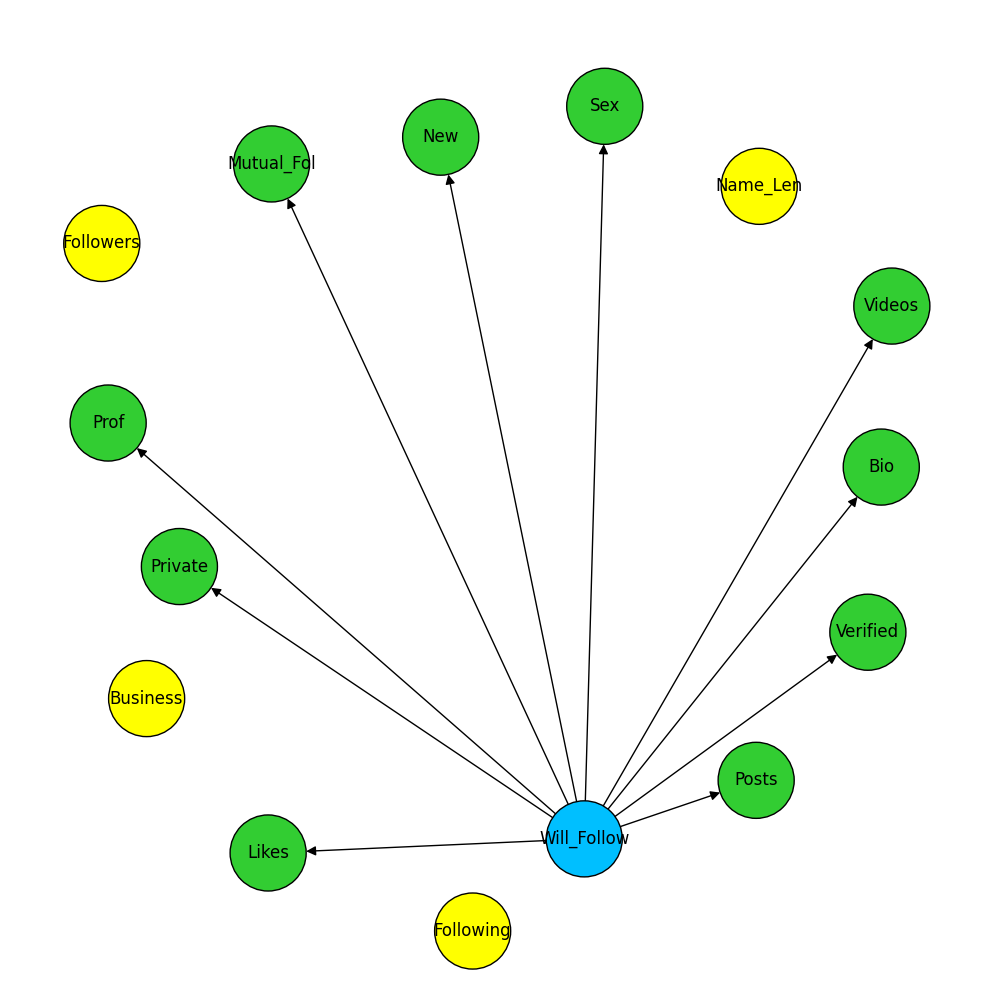 Sex
New
Mutual_Fol
Name_Len
Followers
Videos
Prof
Bio
Private
Verified
Business
Posts
Will_Follow
Likes
Following